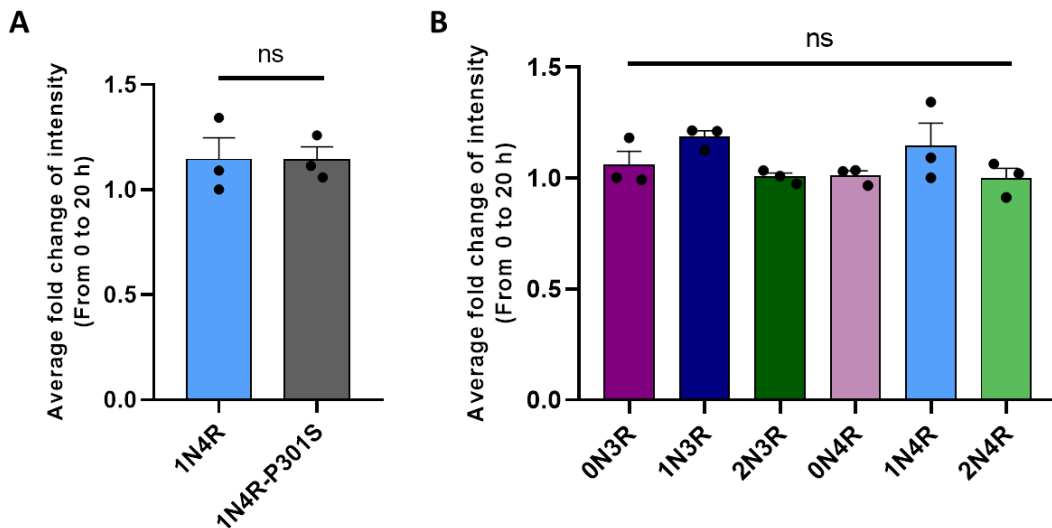 A
ns
Average fold change of intensity
(From 0 to 20 h)
1.5
1.0
0.5
0.0
1N4R
1N4R-P301S
B
ns
Average fold change of intensity
(From 0 to 20 h)
1.5
1.0
0.5
0.0
0N3R
1N3R
2N3R
0N4R
1N4R
2N4R